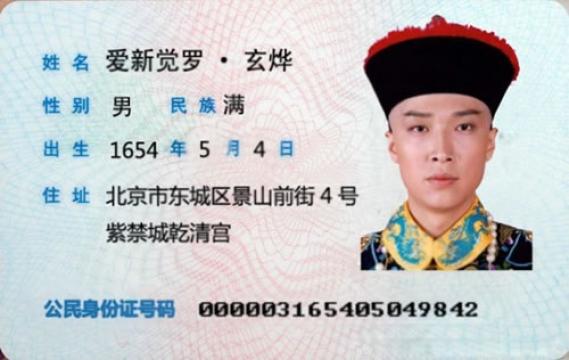 姓名 爱新觉罗·玄烨
性别 男 民族 满
出生 1654 年 5 月 4 日
住址 北京市东城区景山前街 4 号
紫禁城乾清宫
公民身份证号码 000003165405049842